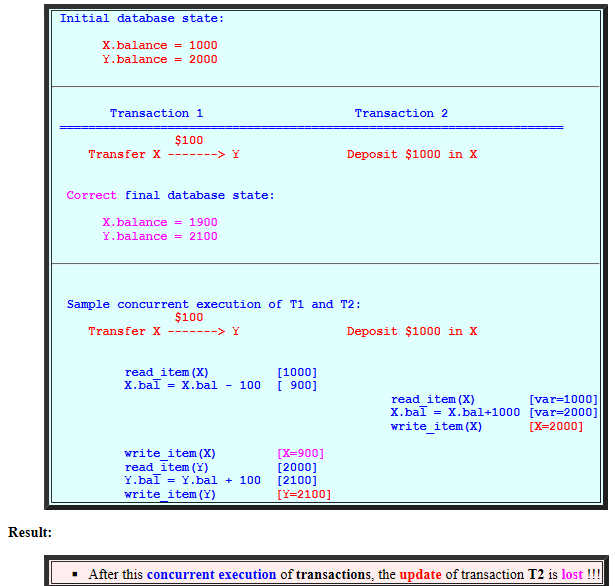 Initial database state:
X.balance = 1000
Y.balance = 2000
Transaction 1 Transaction 2
==============================================================
$100
Transfer X -------> Y Deposit $1000 in X
Correct final database state:
X.balance = 1900
Y.balance = 2100
Sample concurrent execution of T1 and T2:
$100
Transfer X -------> Y Deposit $1000 in X
read_item(X) [1000]
X.bal = X.bal - 100 [ 900]
read_item(X) [var=1000]
X.bal = X.bal+1000 [var=2000]
write_item(X) [X=2000]
write_item(X) [X=900]
read_item(Y) [2000]
Y.bal = Y.bal + 100 [2100]
write_item(Y) [Y=2100]
Result:
▪ After this concurrent execution of transactions, the update of transaction T2 is lost !!!